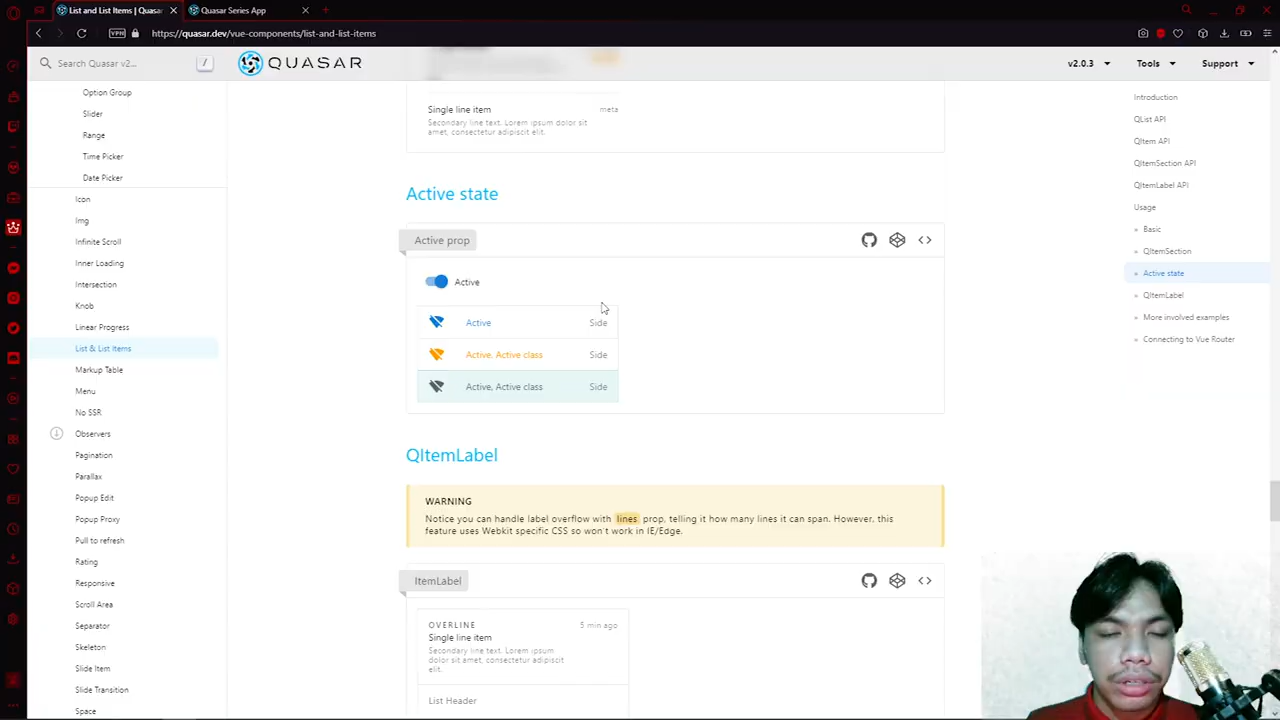 List and List Items | Quasar
Quasar Series App
VPN
https://quasar.dev/vue-components/list-and-list-items
Search Quasar v2...
/
QUASAR
v2.0.3
Tools
Support
Option Group
Slider
Range
Time Picker
Date Picker
Icon
Img
Infinite Scroll
Inner Loading
Intersection
Knob
Linear Progress
List & List Items
Markup Table
Menu
No SSR
Observers
Pagination
Parallax
Popup Edit
Popup Proxy
Pull to refresh
Rating
Responsive
Scroll Area
Separator
Skeleton
Slide Item
Slide Transition
Space
Single line item
meta
Secondary line text. Lorem ipsum dolor sit
amet, consectetur adipiscit elit.
Active state
Active prop
Active
Active
Side
Active, Active class
Side
Active, Active class
Side
QItemLabel
WARNING
Notice you can handle label overflow with lines prop, telling it how many lines it can span. However, this
feature uses Webkit specific CSS so won't work in IE/Edge.
ItemLabel
OVERLINE
5 min ago
Single line item
Secondary line text. Lorem ipsum
dolor sit amet, consectetur adipiscit
elit.
List Header
Introduction
QList API
QItem API
QItemSection API
QItemLabel API
Usage
Basic
QItemSection
Active state
QItemLabel
More involved examples
Connecting to Vue Router